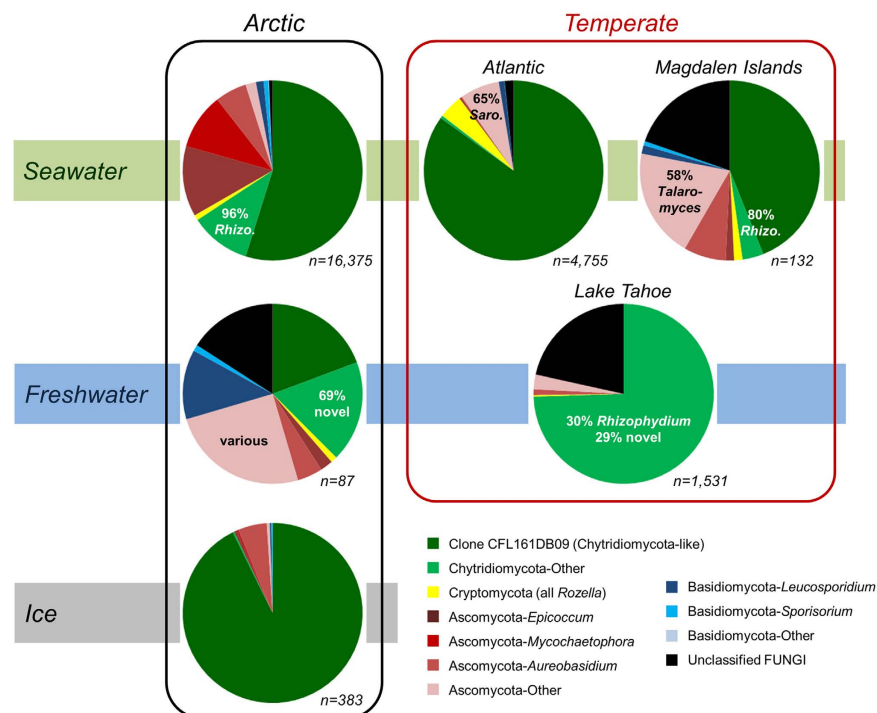 Arctic
Temperate
Atlantic
Magdalen Islands
Seawater
96%
Rhizo.
n=16,375
65%
Saro.
n=4,755
58%
Talaro-
myces
80%
Rhizo.
n=132
Lake Tahoe
Freshwater
69%
novel
various
n=87
30% Rhizophydium
29% novel
n=1,531
Ice
n=383
Clone CFL161DB09 (Chytridiomycota-like)
Chytridiomycota-Other
Cryptomycota (all Rozella)
Ascomycota-Epicoccum
Ascomycota-Mycochaetophora
Ascomycota-Aureobasidium
Ascomycota-Other
Basidiomycota-Leucosporidium
Basidiomycota-Sporisorium
Basidiomycota-Other
Unclassified FUNGI